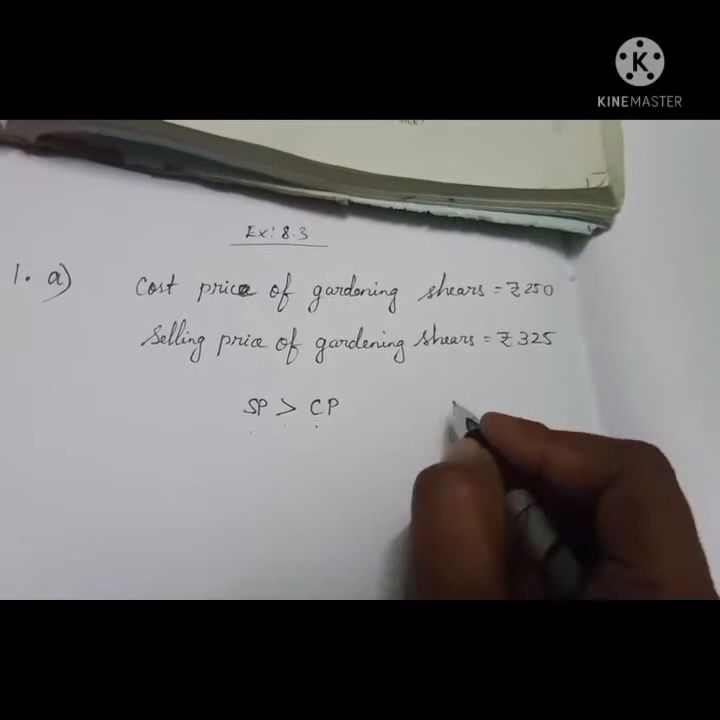 KINEMASTER
Ex: 8.3
1. a) Cost price of gardening shears = ₹250
Selling price of gardening shears = ₹325
SP > CP